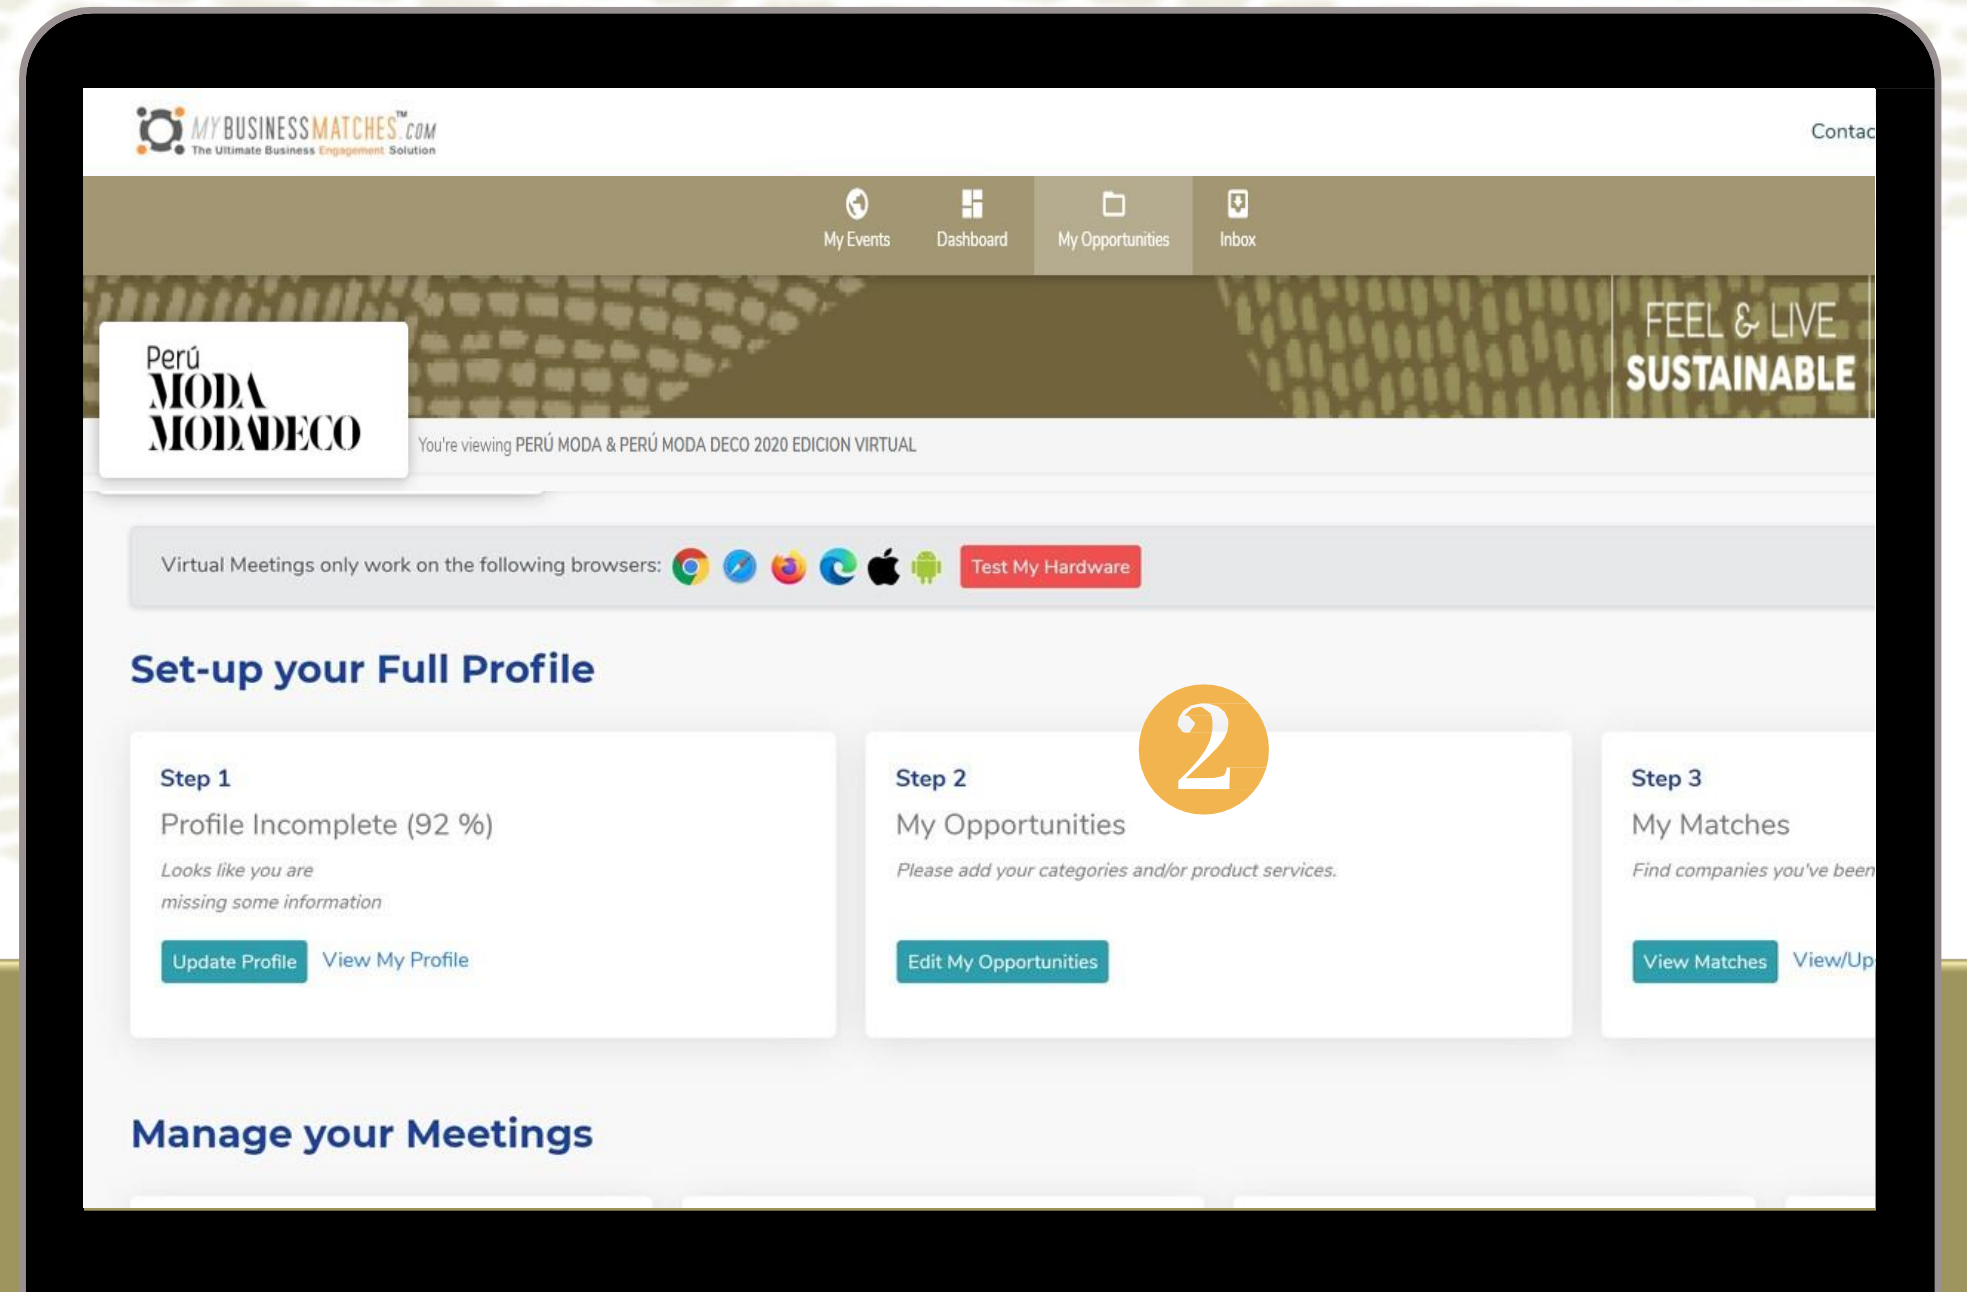 MYBUSINESSMATCHES.COM™
The Ultimate Business Engagement Solution
Contac
My Events
Dashboard
My Opportunities
Inbox
FEEL & LIVE
SUSTAINABLE
Perú
MODA
MODADECO
You're viewing PERÚ MODA & PERÚ MODA DECO 2020 EDICION VIRTUAL
Virtual Meetings only work on the following browsers:
Test My Hardware
Set-up your Full Profile
2
Step 1
Profile Incomplete (92 %)
Looks like you are
missing some information
Update Profile
View My Profile
Step 2
My Opportunities
Please add your categories and/or product services.
Edit My Opportunities
Step 3
My Matches
Find companies you've been
View Matches
View/Up
Manage your Meetings